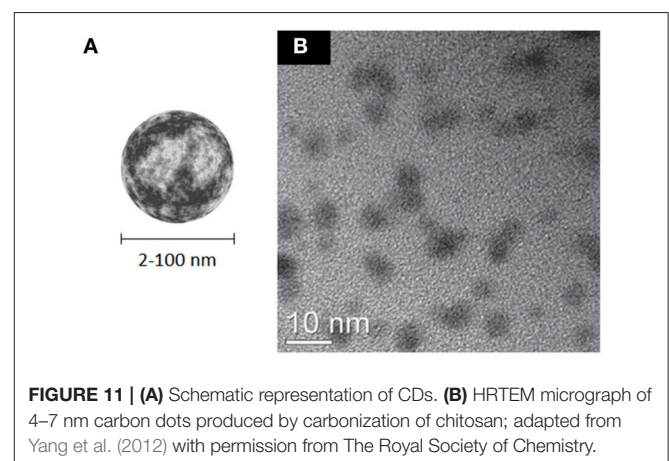 A
B
2-100 nm
10 nm
FIGURE 11 | (A) Schematic representation of CDs. (B) HRTEM micrograph of
4–7 nm carbon dots produced by carbonization of chitosan; adapted from
Yang et al. (2012) with permission from The Royal Society of Chemistry.